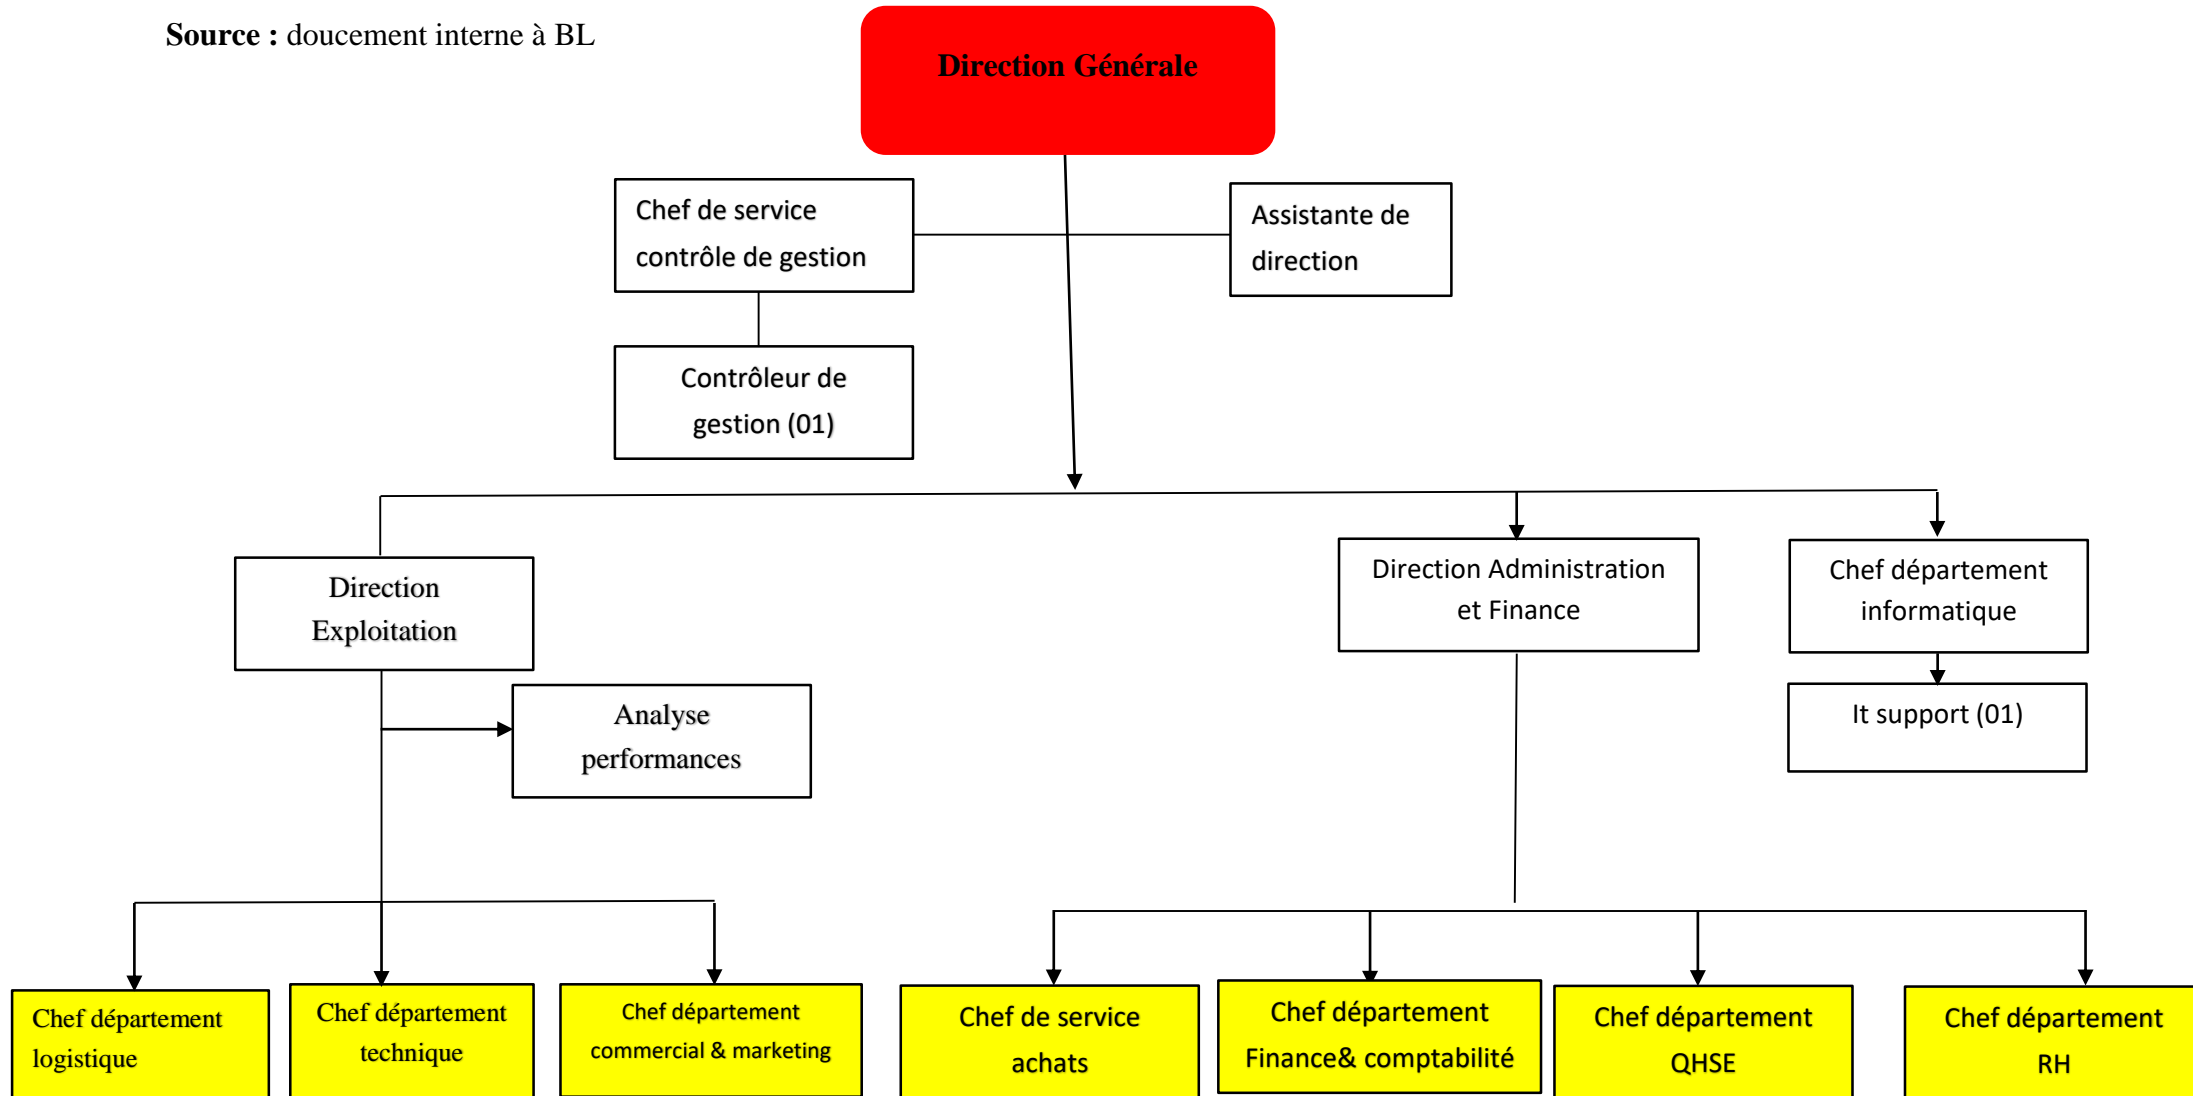 Source : doucement interne à BL
Direction Générale
Chef de service
contrôle de gestion
Assistante de
direction
Contrôleur de
gestion (01)
Direction
Exploitation
Direction Administration
et Finance
Chef département
informatique
Analyse
performances
It support (01)
Chef département
logistique
Chef département
technique
Chef département
commercial & marketing
Chef de service
achats
Chef département
Finance& comptabilité
Chef département
QHSE
Chef département
RH